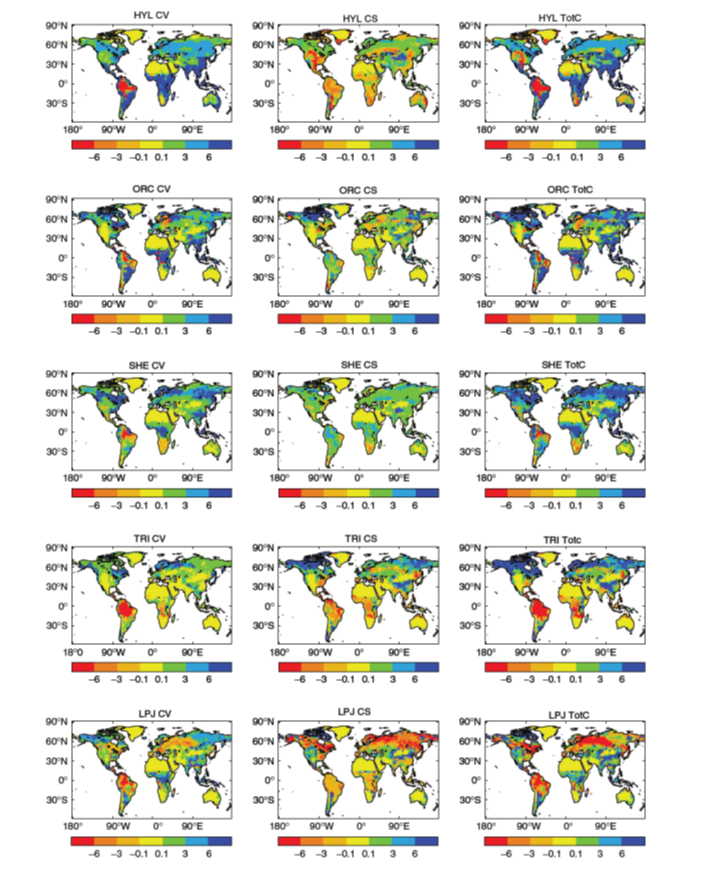 HYL CV HYL CS HYL TotC
90°N 90°N 90°N
60°N 60°N 60°N
30°N 30°N 30°N
0° 0° 0°
30°S 30°S 30°S
180° 90°W 0° 90°E 180° 90°W 0° 90°E 180° 90°W 0° 90°E
−6 −3 −0.1 0.1 3 6 −6 −3 −0.1 0.1 3 6 −6 −3 −0.1 0.1 3 6
ORC CV ORC CS ORC TotC
90°N 90°N 90°N
60°N 60°N 60°N
30°N 30°N 30°N
0° 0° 0°
30°S 30°S 30°S
180° 90°W 0° 90°E 180° 90°W 0° 90°E 180° 90°W 0° 90°E
−6 −3 −0.1 0.1 3 6 −6 −3 −0.1 0.1 3 6 −6 −3 −0.1 0.1 3 6
SHE CV SHE CS SHE TotC
90°N 90°N 90°N
60°N 60°N 60°N
30°N 30°N 30°N
0° 0° 0°
30°S 30°S 30°S
180° 90°W 0° 90°E 180° 90°W 0° 90°E 180° 90°W 0° 90°E
−6 −3 −0.1 0.1 3 6 −6 −3 −0.1 0.1 3 6 −6 −3 −0.1 0.1 3 6
TRI CV TRI CS TRI Totc
90°N 90°N 90°N
60°N 60°N 60°N
30°N 30°N 30°N
0° 0° 0°
30°S 30°S 30°S
180° 90°W 0° 90°E 180° 90°W 0° 90°E 180° 90°W 0° 90°E
−6 −3 −0.1 0.1 3 6 −6 −3 −0.1 0.1 3 6 −6 −3 −0.1 0.1 3 6
LPJ CV LPJ CS LPJ TotC
90°N 90°N 90°N
60°N 60°N 60°N
30°N 30°N 30°N
0° 0° 0°
30°S 30°S 30°S
180° 90°W 0° 90°E 180° 90°W 0° 90°E 180° 90°W 0° 90°E
−6 −3 −0.1 0.1 3 6 −6 −3 −0.1 0.1 3 6 −6 −3 −0.1 0.1 3 6